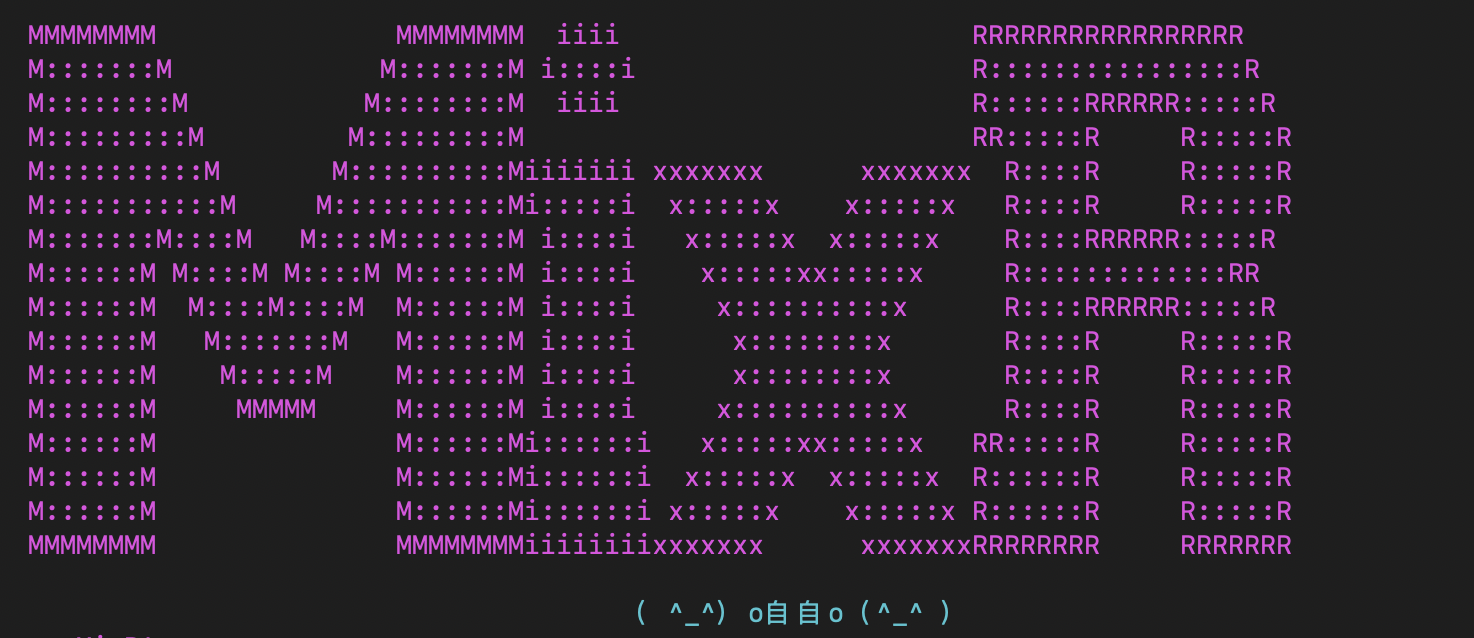 MMMMMMMM               MMMMMMMM  iiii                      RRRRRRRRRRRRRRRRR
M:::::::M             M:::::::M i::::i                     R::::::::::::::::R
M::::::::M           M::::::::M  iiii                      R::::::RRRRRR:::::R
M:::::::::M         M:::::::::M                            RR:::::R     R:::::R
M::::::::::M       M::::::::::Miiiiiii xxxxxxx      xxxxxxx  R::::R     R:::::R
M:::::::::::M     M:::::::::::Mi:::::i  x:::::x    x:::::x   R::::R     R:::::R
M:::::::M::::M   M::::M:::::::M i::::i   x:::::x  x:::::x    R::::RRRRRR:::::R
M::::::M M::::M M::::M M::::::M i::::i    x:::::xx:::::x     R:::::::::::::RR
M::::::M  M::::M::::M  M::::::M i::::i     x::::::::::x      R::::RRRRRR:::::R
M::::::M   M:::::::M   M::::::M i::::i      x::::::::x       R::::R     R:::::R
M::::::M    M:::::M    M::::::M i::::i      x::::::::x       R::::R     R:::::R
M::::::M     MMMMM     M::::::M i::::i     x::::::::::x      R::::R     R:::::R
M::::::M               M::::::Mi::::::i   x:::::xx:::::x   RR:::::R     R:::::R
M::::::M               M::::::Mi::::::i  x:::::x  x:::::x  R::::::R     R:::::R
M::::::M               M::::::Mi::::::i x:::::x    x:::::x R::::::R     R:::::R
MMMMMMMM               MMMMMMMMiiiiiiiixxxxxxx      xxxxxxxRRRRRRRR     RRRRRRR
( ^_^) o自自o (^_^ )